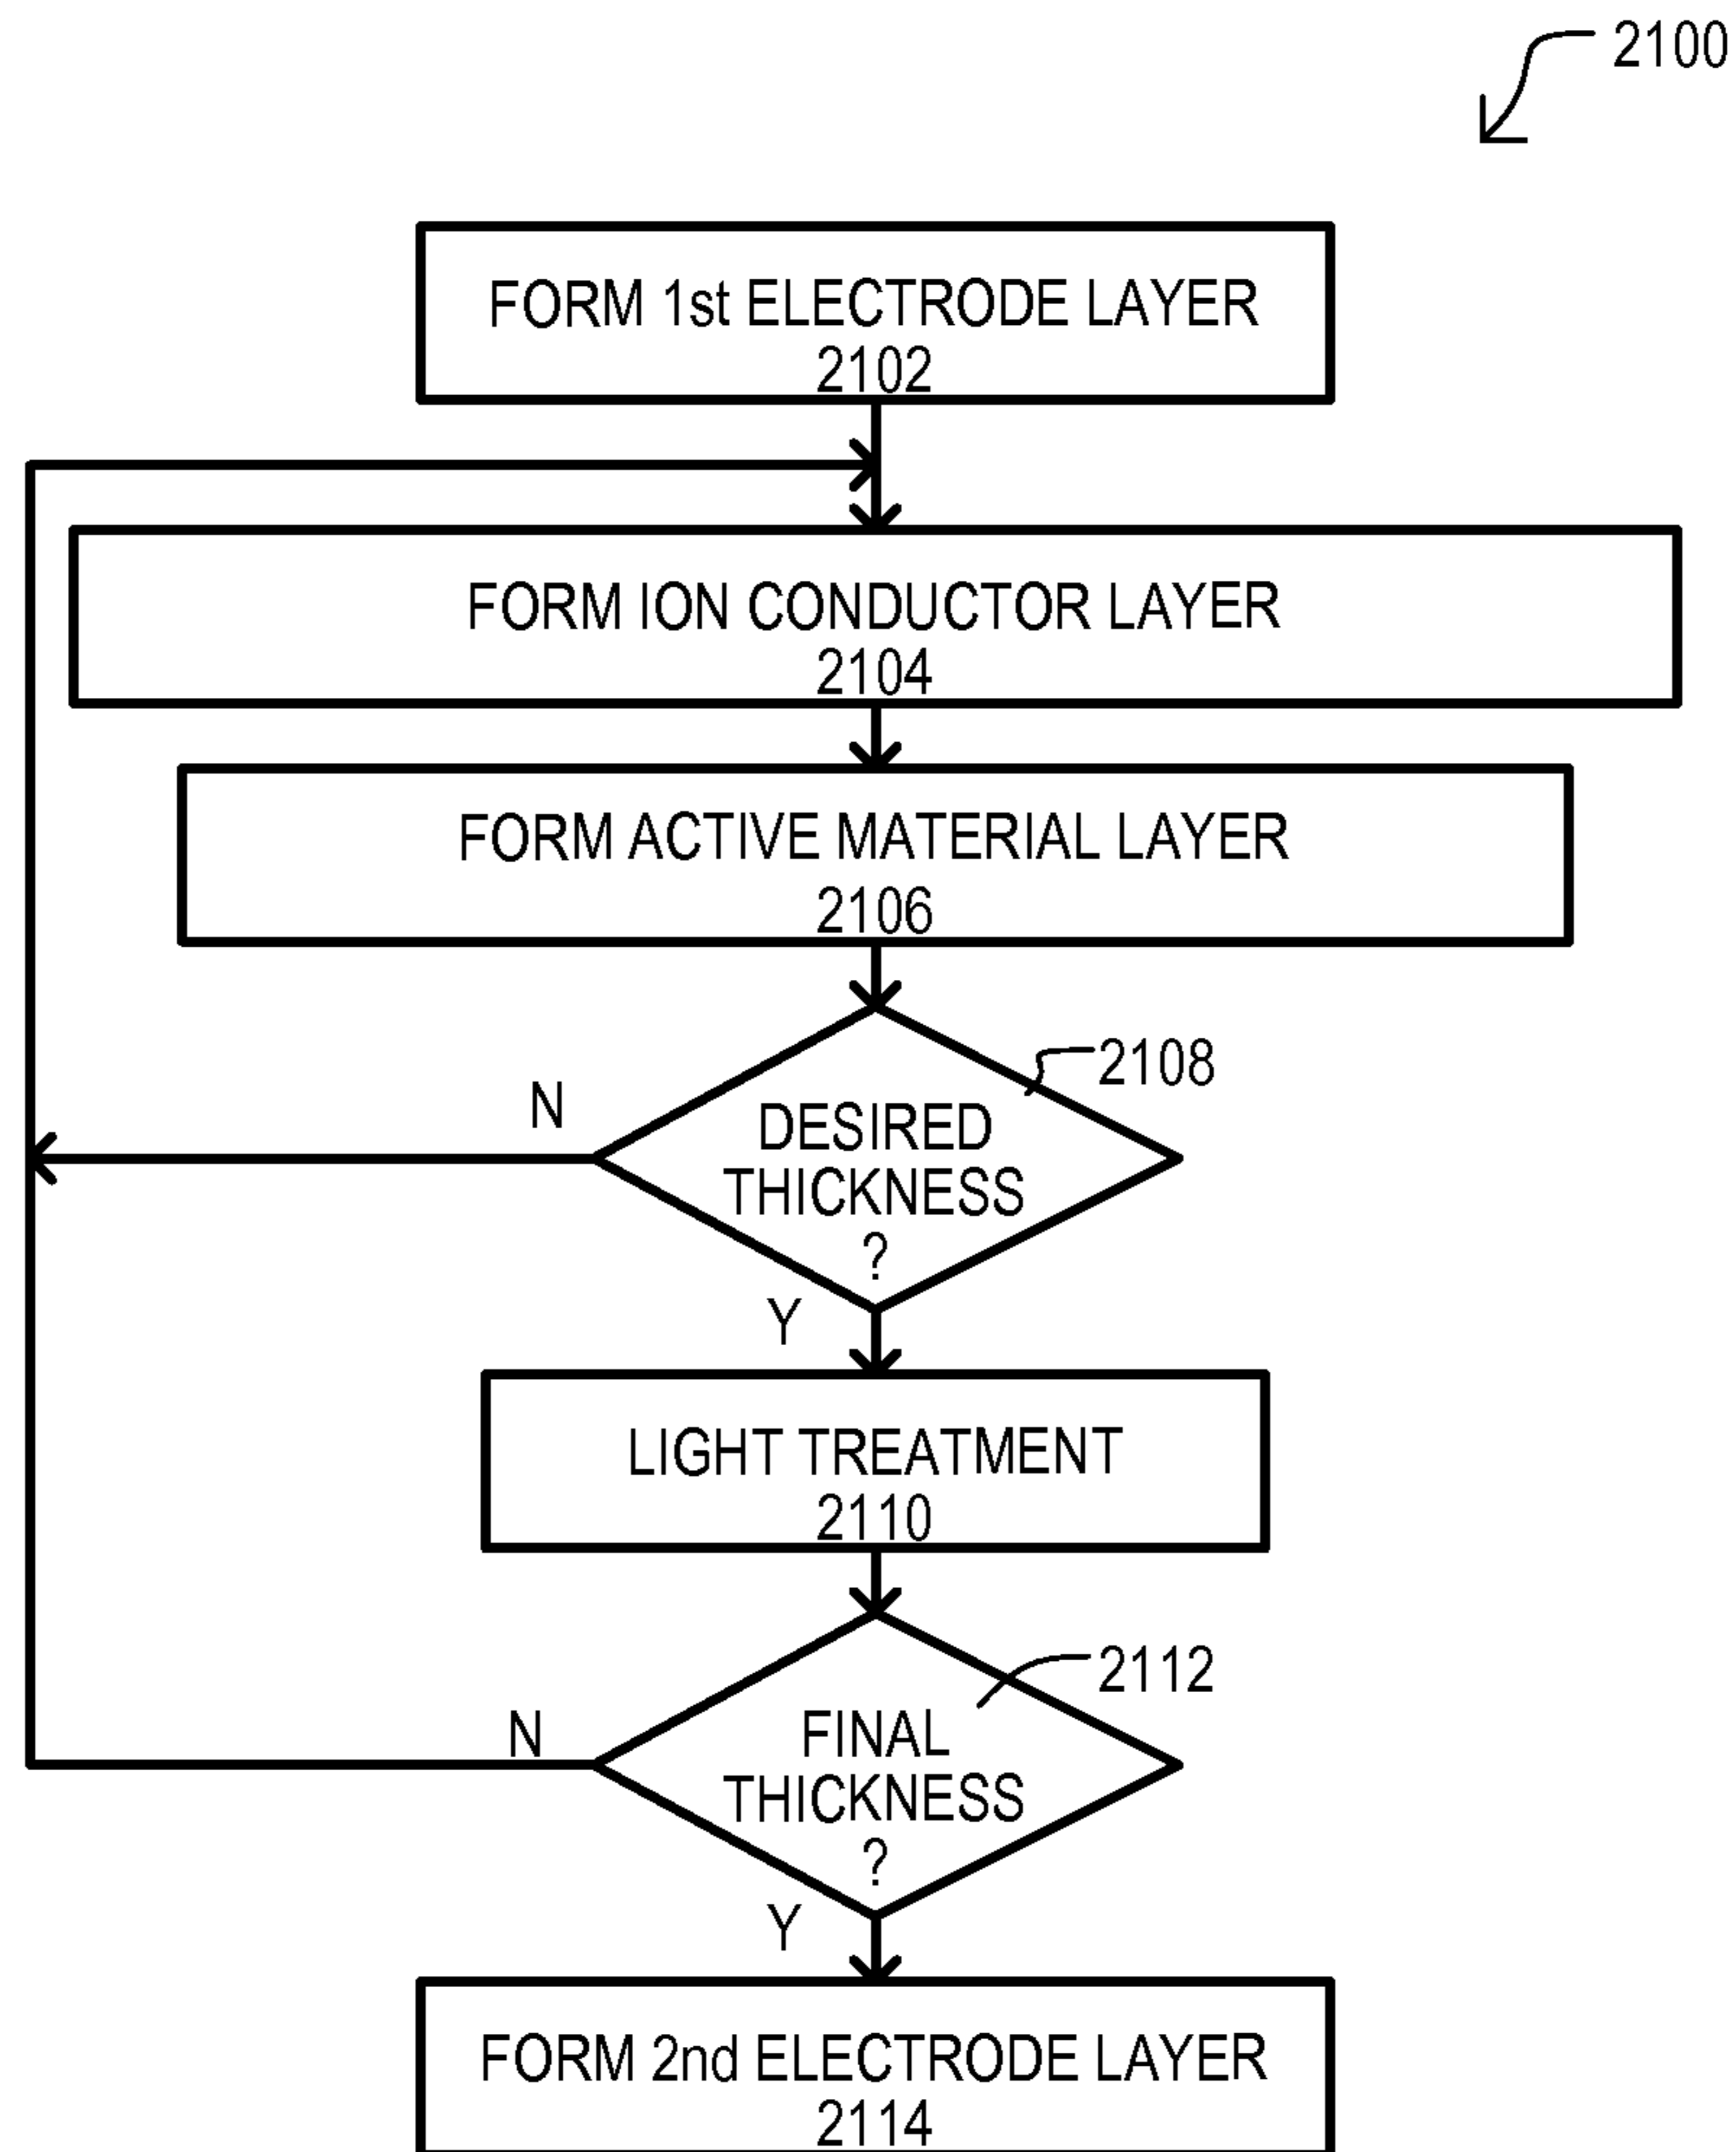 2100
FORM 1st ELECTRODE LAYER
2102
FORM ION CONDUCTOR LAYER
2104
FORM ACTIVE MATERIAL LAYER
2106
2108
N
DESIRED
THICKNESS
?
Y
LIGHT TREATMENT
2110
2112
N
FINAL
THICKNESS
?
Y
FORM 2nd ELECTRODE LAYER
2114